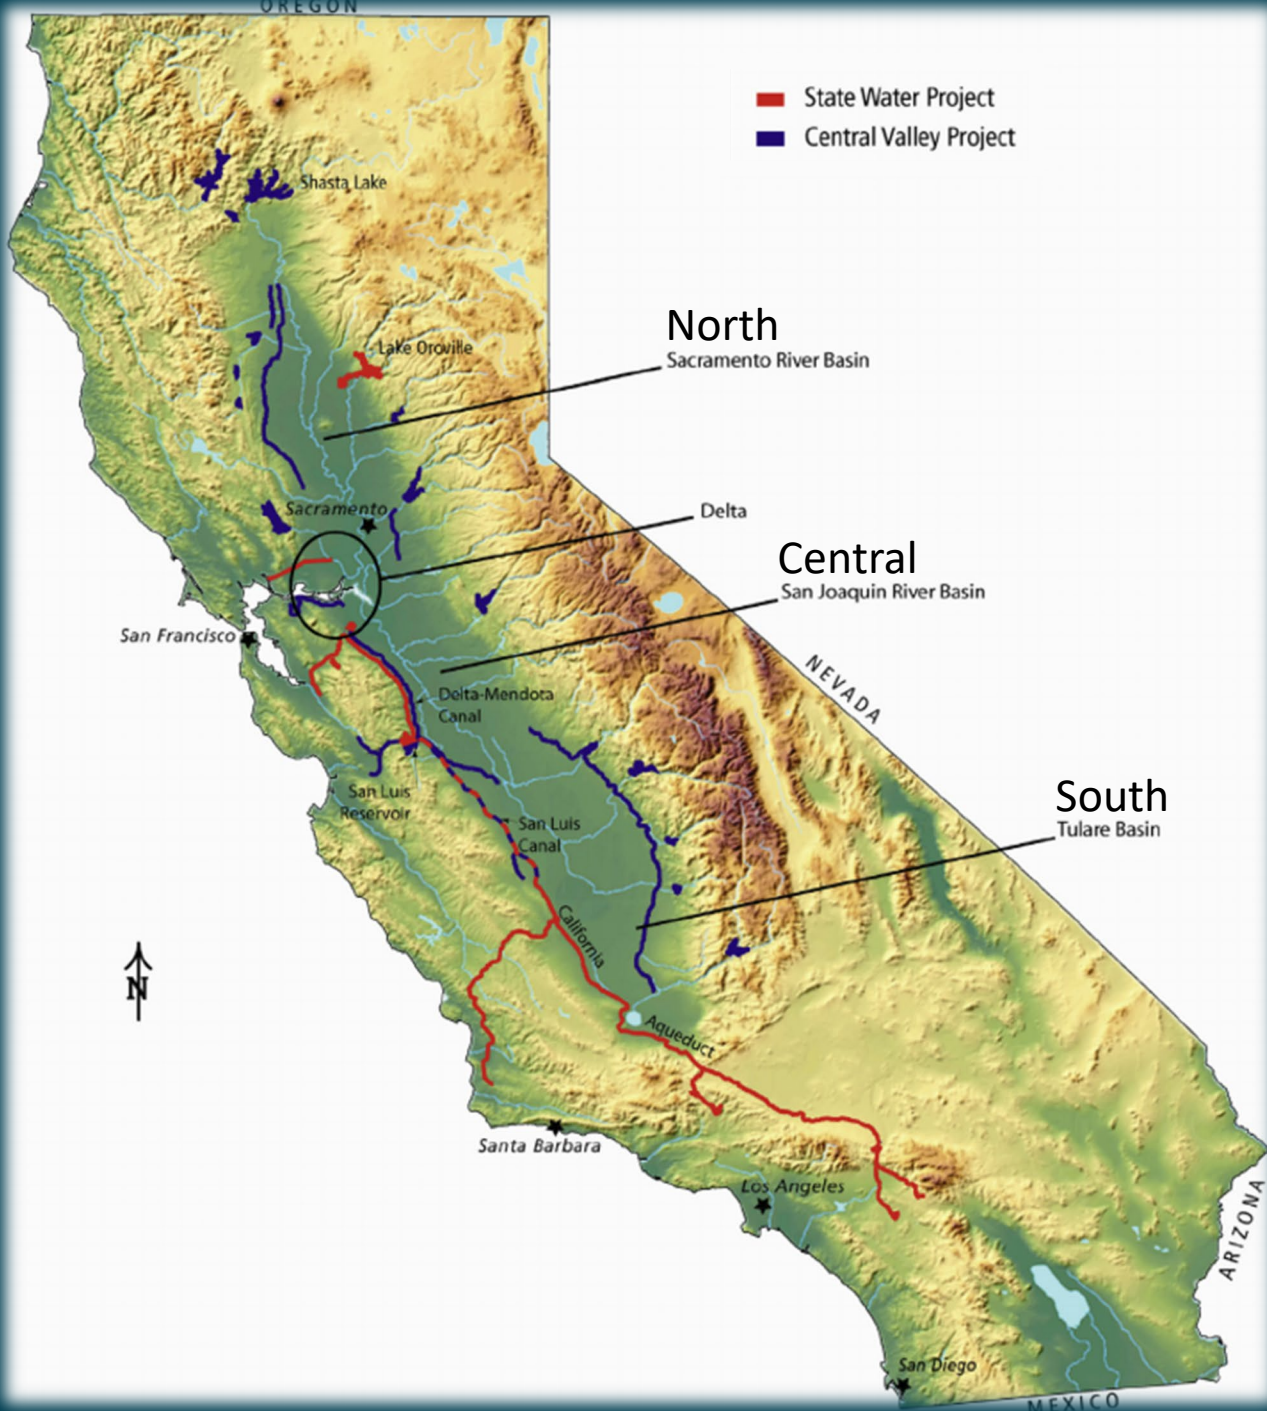 OREGON
State Water Project
Central Valley Project
Shasta Lake
North
Lake Oroville
Sacramento River Basin
Sacramento
Delta
Central
San Joaquin River Basin
San Francisco
NEVADA
Delta-Mendota
Canal
San Luis
Reservoir
South
San Luis
Canal
Tulare Basin
California
N
Aqueduct
Santa Barbara
Los Angeles
ARIZONA
San Diego
MEXICO